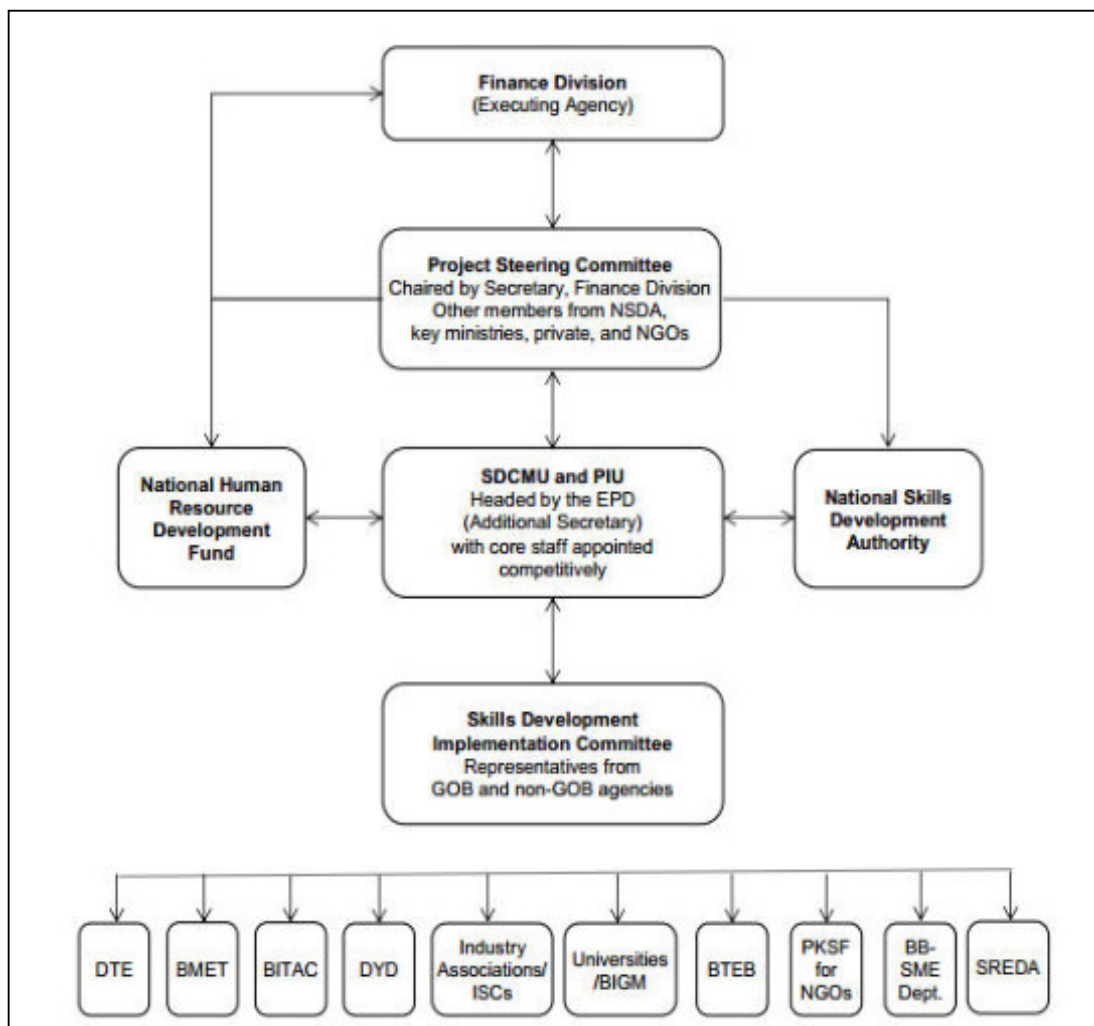 Finance Division
(Executing Agency)
Project Steering Committee
Chaired by Secretary, Finance Division
Other members from NSDA,
key ministries, private, and NGOs
National Human
Resource
Development
Fund
SDCMU and PIU
Headed by the EPD
(Additional Secretary)
with core staff appointed
competitively
National Skills
Development
Authority
Skills Development
Implementation Committee
Representatives from
GOB and non-GOB agencies
DTE
BMET
BITAC
DYD
Industry
Associations/
ISCs
Universities
/BIGM
BTEB
PKSF
for
NGOs
BB-
SME
Dept.
SREDA